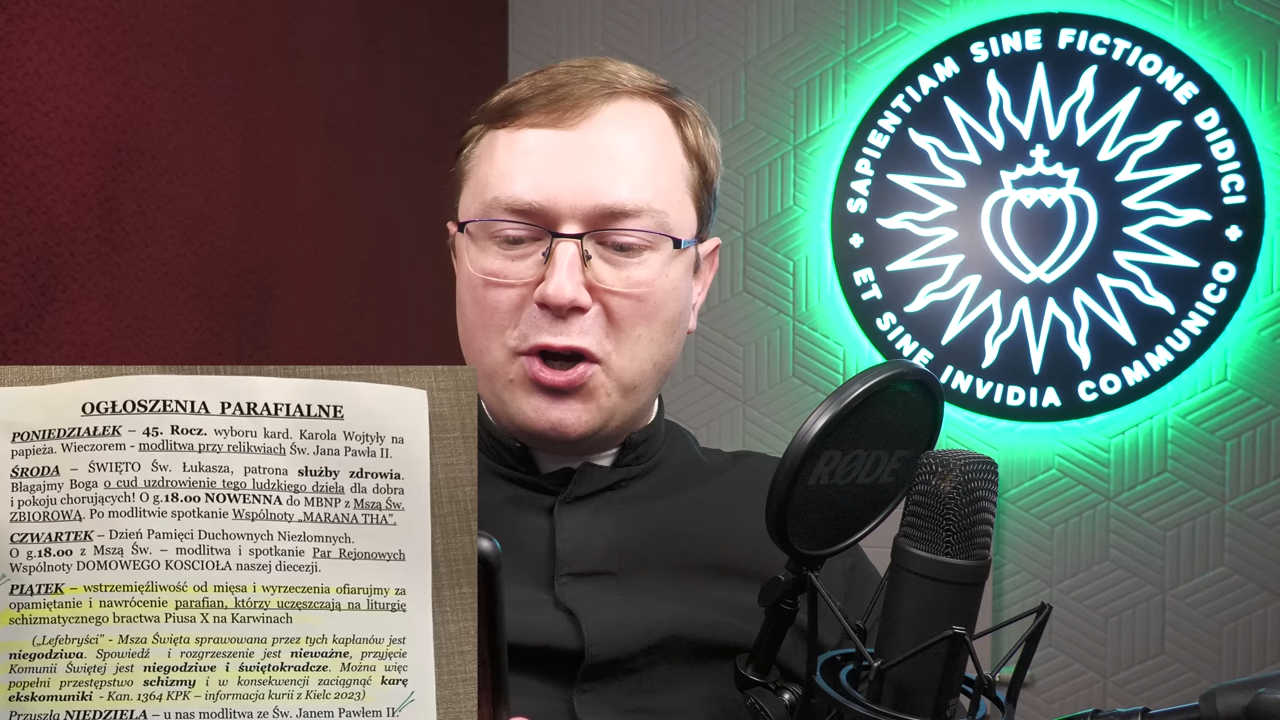 SAPIENTIAM SINE FICTIONE DIDICI
+ ET SINE INVIDIA COMMUNICO +
RØDE
OGŁOSZENIA PARAFIALNE
PONIEDZIAŁEK – 45. Rocz. wyboru kard. Karola Wojtyły na
papieża. Wieczorem - modlitwa przy relikwiach Św. Jana Pawła II.
ŚRODA – ŚWIĘTO Św. Łukasza, patrona służby zdrowia.
Błagajmy Boga o cud uzdrowienie tego ludzkiego dzieła dla dobra
i pokoju chorujących! O g.18.00 NOWENNA do MBNP z Mszą Św.
ZBIOROWĄ. Po modlitwie spotkanie Wspólnoty „MARANA THA”.
CZWARTEK – Dzień Pamięci Duchownych Niezłomnych.
O g.18.00 z Mszą Św. – modlitwa i spotkanie Par Rejonowych
Wspólnoty DOMOWEGO KOSCIOŁA naszej diecezji.
PIĄTEK – wstrzemięźliwość od mięsa i wyrzeczenia ofiarujmy za
opamiętanie i nawrócenie parafian, którzy uczęszczają na liturgię
schizmatycznego bractwa Piusa X na Karwinach
(„Lefebryści” - Msza Święta sprawowana przez tych kapłanów jest
niegodziwa. Spowiedź i rozgrzeszenie jest nieważne, przyjęcie
Komunii Świętej jest niegodziwe i świętokradcze. Można więc
popełni przestępstwo schizmy i w konsekwencji zaciągnąć karę
ekskomuniki - Kan. 1364 KPK – informacja kurii z Kielc 2023)
Przyszła NIEDZIELA – u nas modlitwa ze Św. Janem Pawłem II.